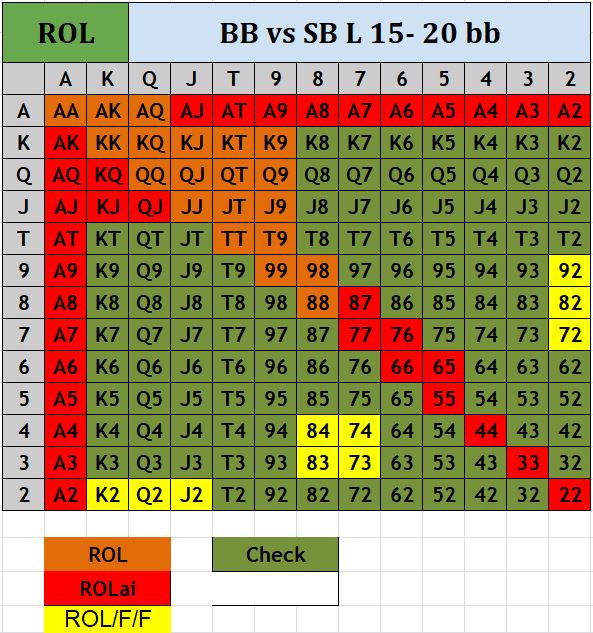 ROL BB vs SB L 15- 20 bb
A K Q J T 9 8 7 6 5 4 3 2
A AA AK AQ AJ AT A9 A8 A7 A6 A5 A4 A3 A2
K AK KK KQ KJ KT K9 K8 K7 K6 K5 K4 K3 K2
Q AQ KQ QQ QJ QT Q9 Q8 Q7 Q6 Q5 Q4 Q3 Q2
J AJ KJ QJ JJ JT J9 J8 J7 J6 J5 J4 J3 J2
T AT KT QT JT TT T9 T8 T7 T6 T5 T4 T3 T2
9 A9 K9 Q9 J9 T9 99 98 97 96 95 94 93 92
8 A8 K8 Q8 J8 T8 98 88 87 86 85 84 83 82
7 A7 K7 Q7 J7 T7 97 87 77 76 75 74 73 72
6 A6 K6 Q6 J6 T6 96 86 76 66 65 64 63 62
5 A5 K5 Q5 J5 T5 95 85 75 65 55 54 53 52
4 A4 K4 Q4 J4 T4 94 84 74 64 54 44 43 42
3 A3 K3 Q3 J3 T3 93 83 73 63 53 43 33 32
2 A2 K2 Q2 J2 T2 92 82 72 62 52 42 32 22
ROL Check
ROLai
ROL/F/F